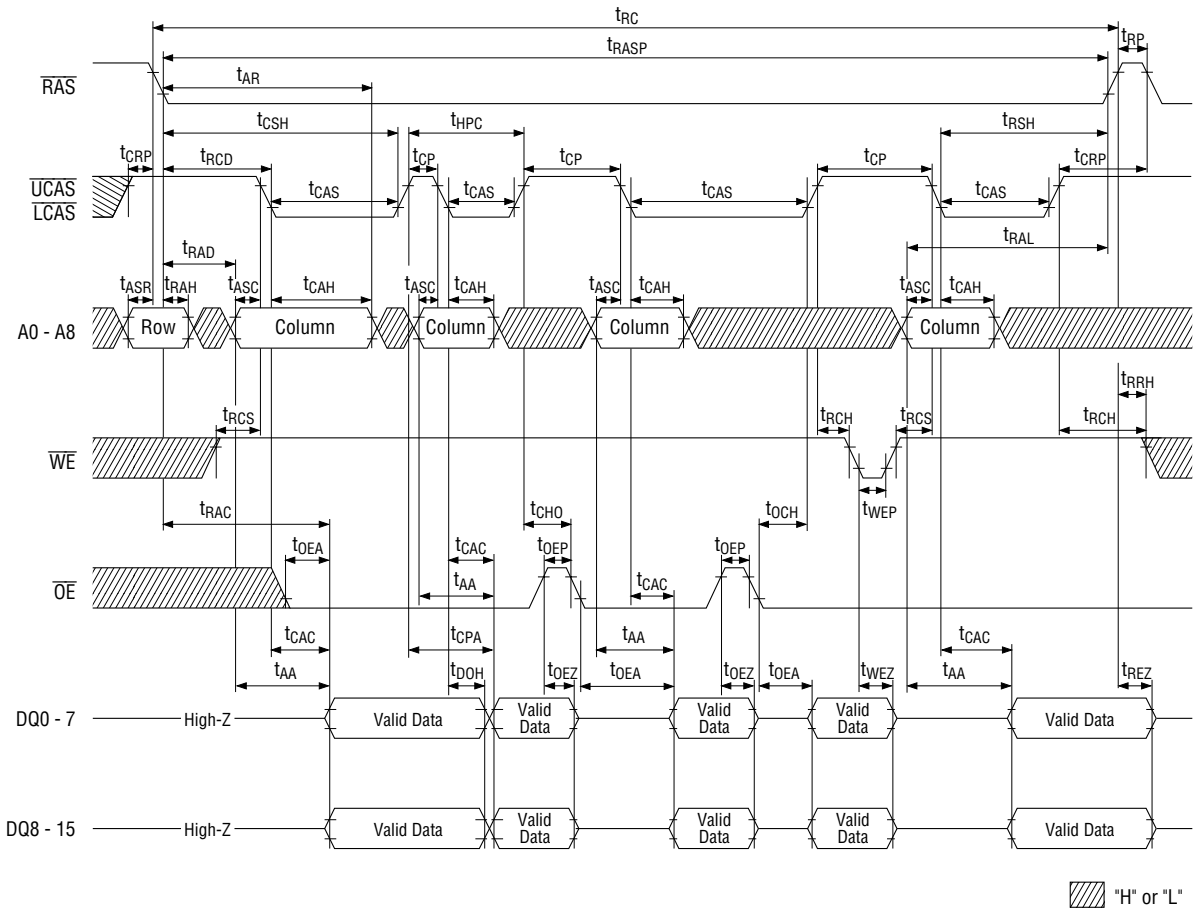 tRC
tRASP
tRP
RAS
tAR
tCSH
tHPC
tRSH
tCRP
tRCD
tCP
tCP
tCP
tCRP
UCAS
LCAS
tCAS
tCAS
tCAS
tCAS
tRAD
tRAL
tASR
tRAH
tASC
tCAH
tASC
tCAH
tASC
tCAH
tASC
tCAH
A0 - A8
Row
Column
Column
Column
Column
tRRH
tRCS
tRCH
tRCS
tRCH
WE
tWEP
tRAC
tCHO
tOCH
tOEA
tCAC
tOEP
tOEP
OE
tAA
tCAC
tCAC
tCPA
tAA
tCAC
tAA
tDOH
tOEZ
tOEA
tOEZ
tOEA
tWEZ
tAA
tREZ
DQ0 - 7
High-Z
Valid Data
Valid Data
Valid Data
Valid Data
Valid Data
DQ8 - 15
High-Z
Valid Data
Valid Data
Valid Data
Valid Data
Valid Data
"H" or "L"